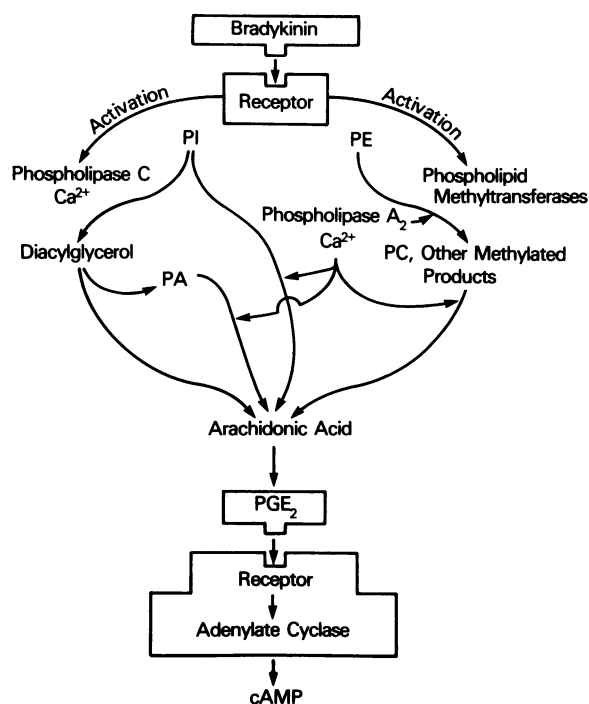 Bradykinin
Receptor
Activation
Activation
PI
PE
Phospholipase C
Ca²⁺
Phospholipid
Methyltransferases
Phospholipase A₂
Ca²⁺
Diacylglycerol
PC, Other Methylated
Products
PA
Arachidonic Acid
PGE₂
Receptor
Adenylate Cyclase
cAMP